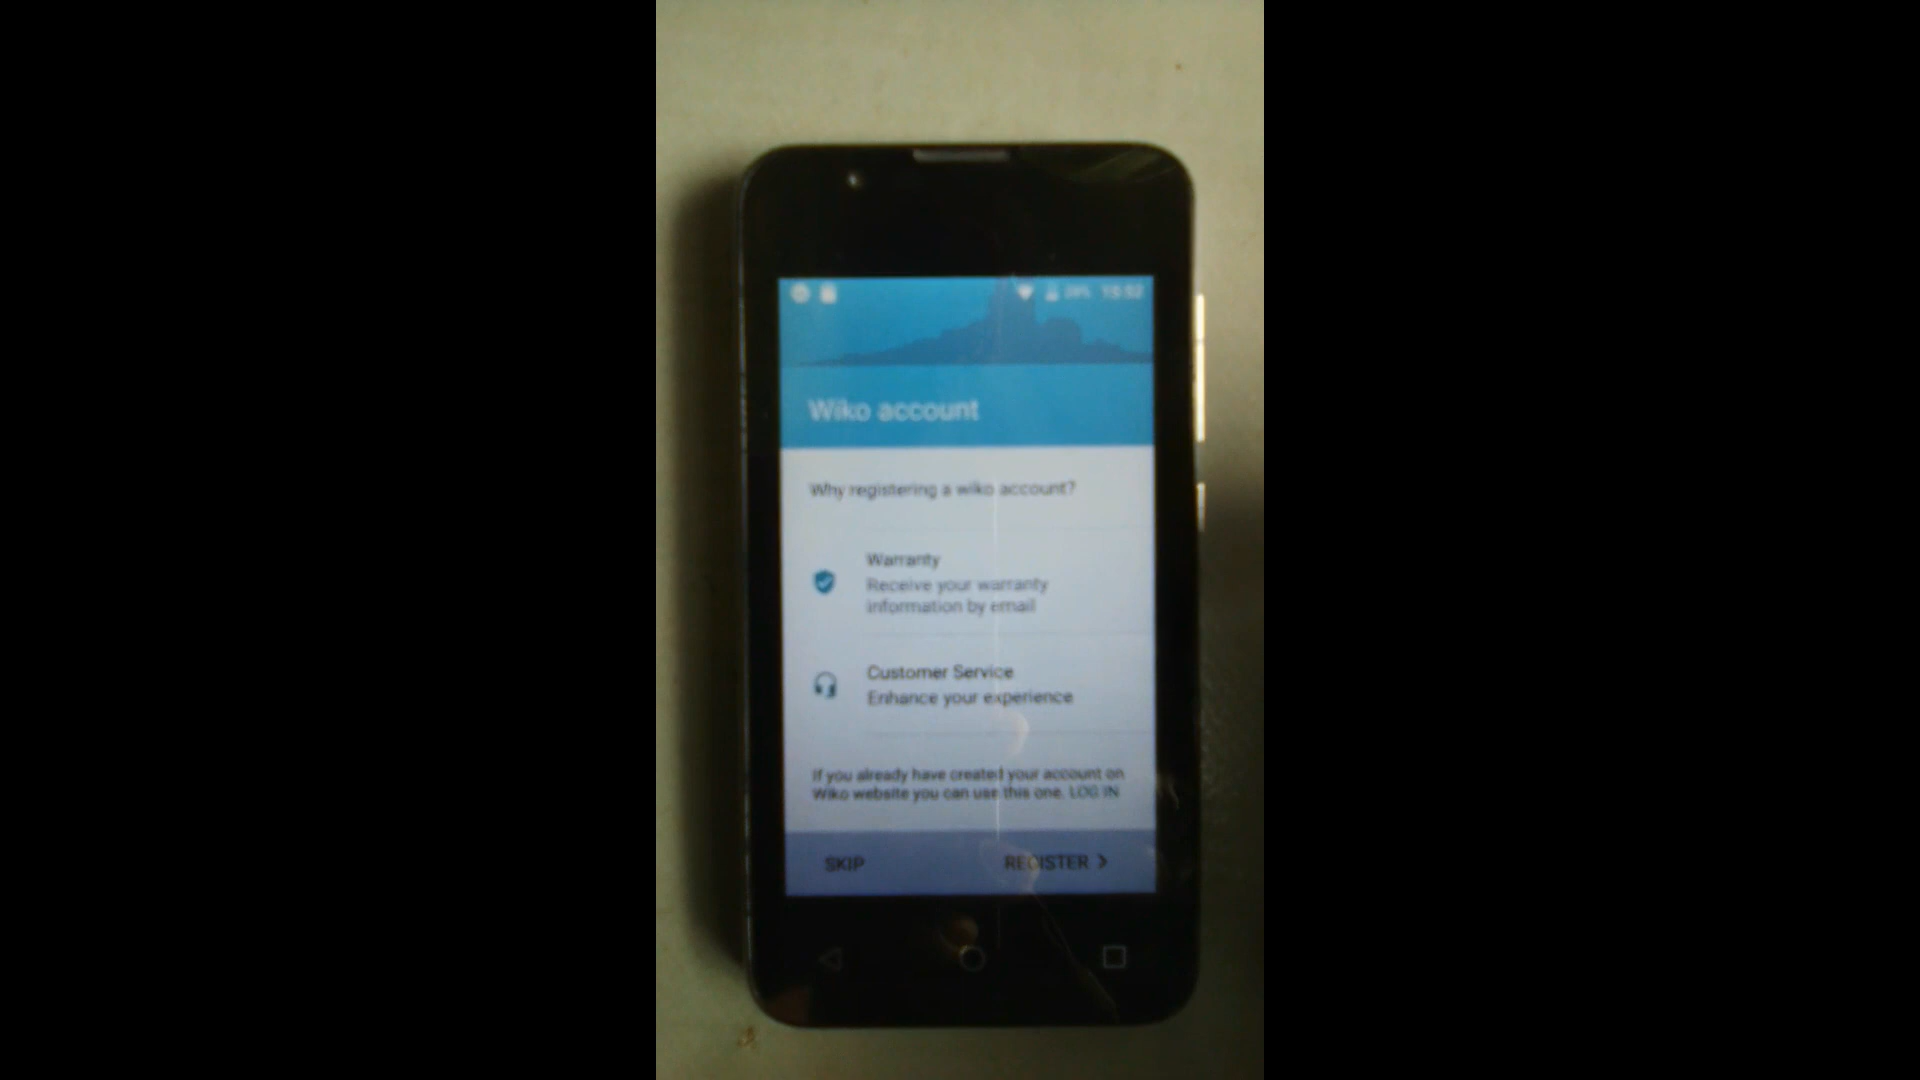 Wiko account
Why registering a wiko account?
Warranty
Receive your warranty
information by email
Customer Service
Enhance your experience
If you already have created your account on
Wiko website you can use this one. LOG IN
SKIP
REGISTER